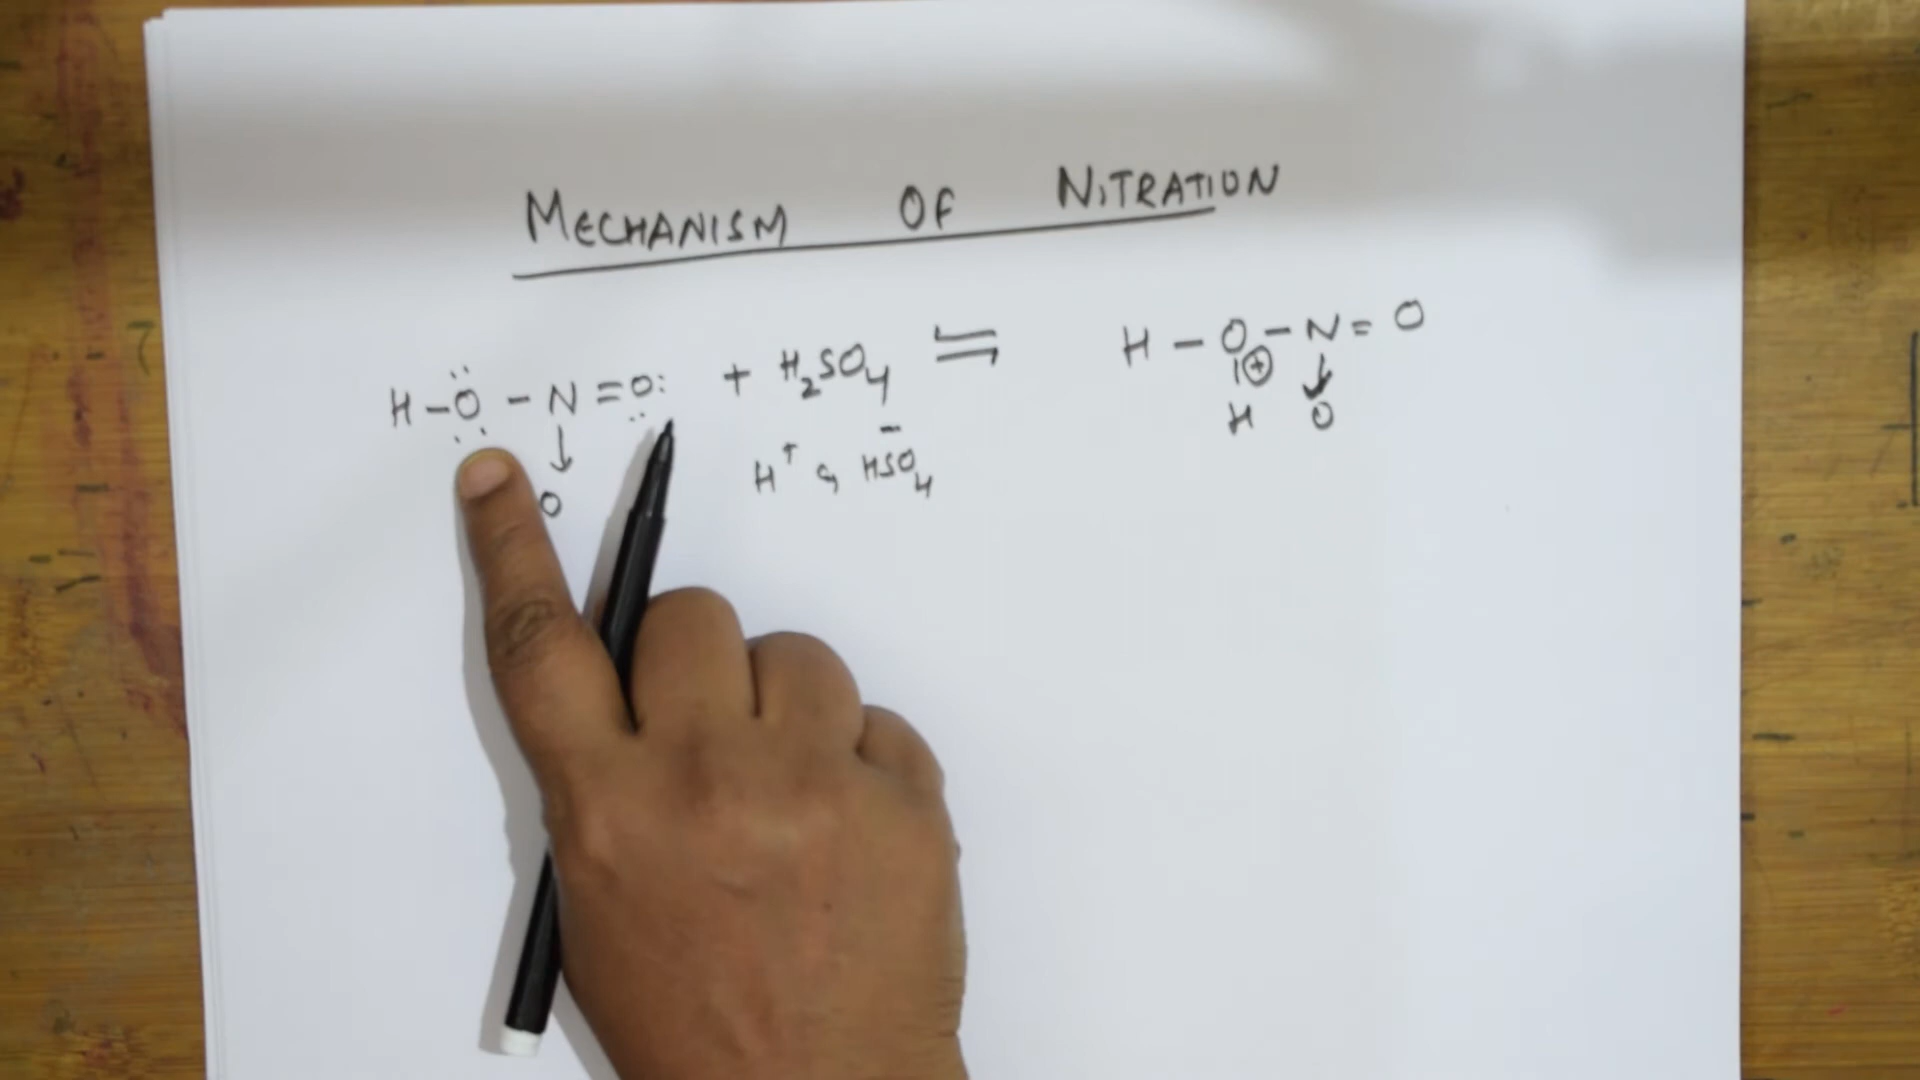 MECHANISM OF NITRATION
H - O - N = O + H2SO4 ⇌ H - O - N = O
↓ ⊕ ↓
O H+ & HSO4- H O